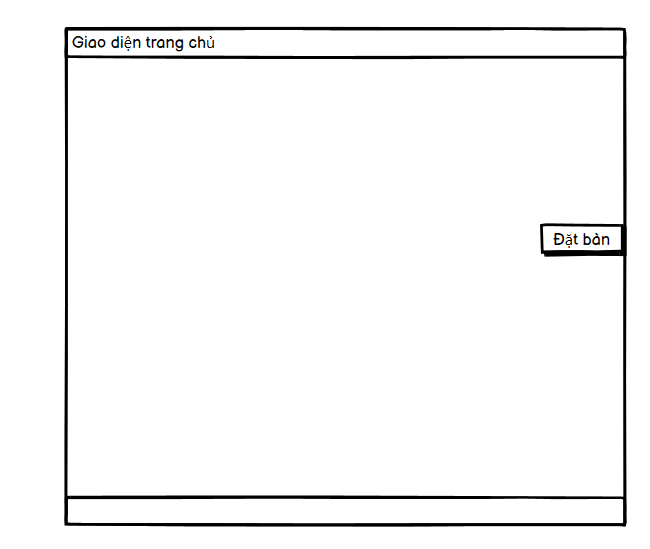 Giao diện trang chủ
Đặt bàn